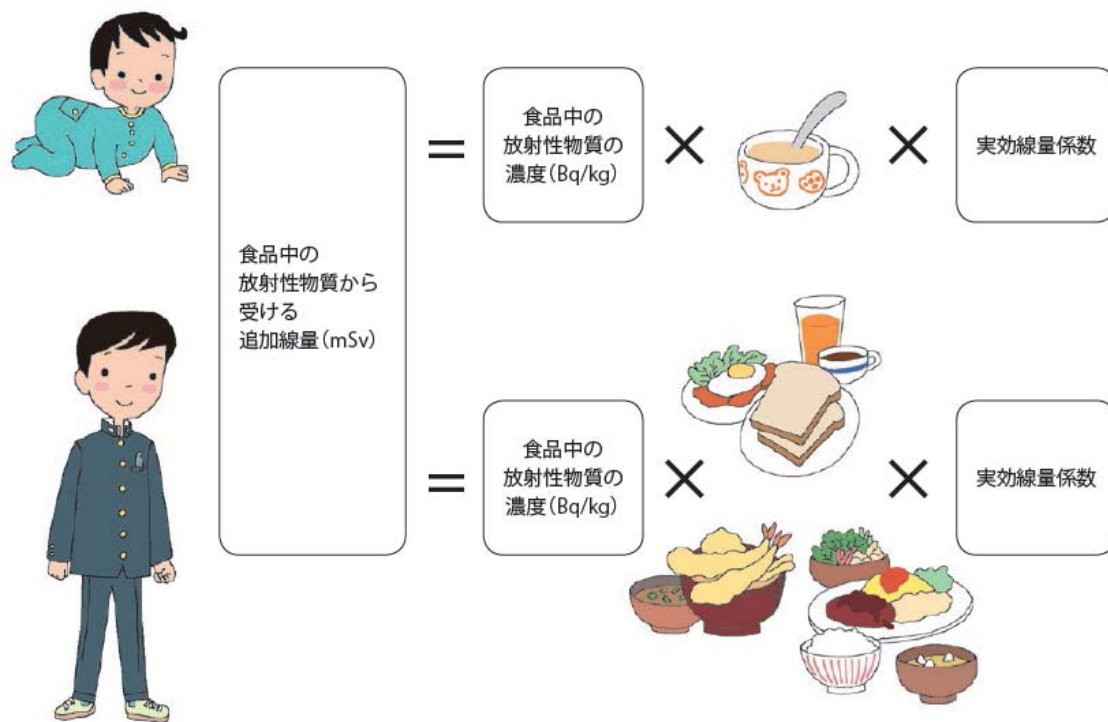 食品中の
放射性物質から
受ける
追加線量(mSv)
=
食品中の
放射性物質の
濃度(Bq/kg)
×
×
実効線量係数
=
食品中の
放射性物質の
濃度(Bq/kg)
×
×
実効線量係数